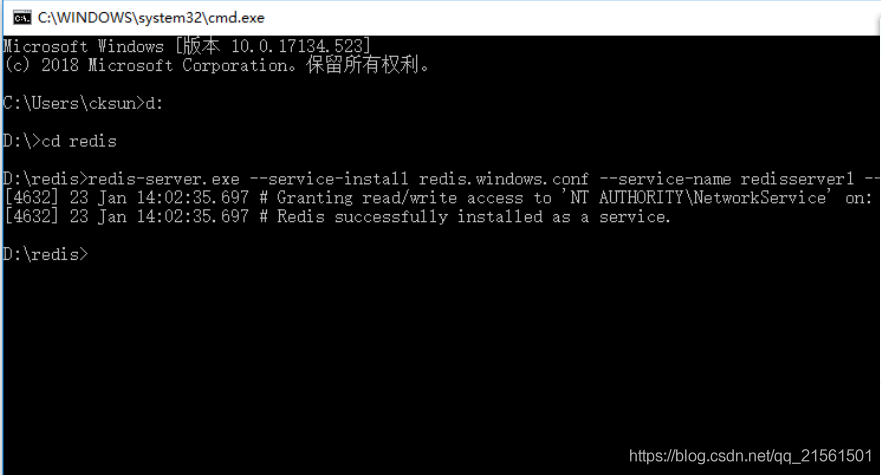 C:\WINDOWS\system32\cmd.exe
Microsoft Windows [版本 10.0.17134.523]
(c) 2018 Microsoft Corporation。保留所有权利。
C:\Users\cksun>d:
D:\>cd redis
D:\redis>redis-server.exe --service-install redis.windows.conf --service-name redisserver1 --
[4632] 23 Jan 14:02:35.697 # Granting read/write access to 'NT AUTHORITY\NetworkService' on:
[4632] 23 Jan 14:02:35.697 # Redis successfully installed as a service.
D:\redis>
https://blog.csdn.net/qq_21561501